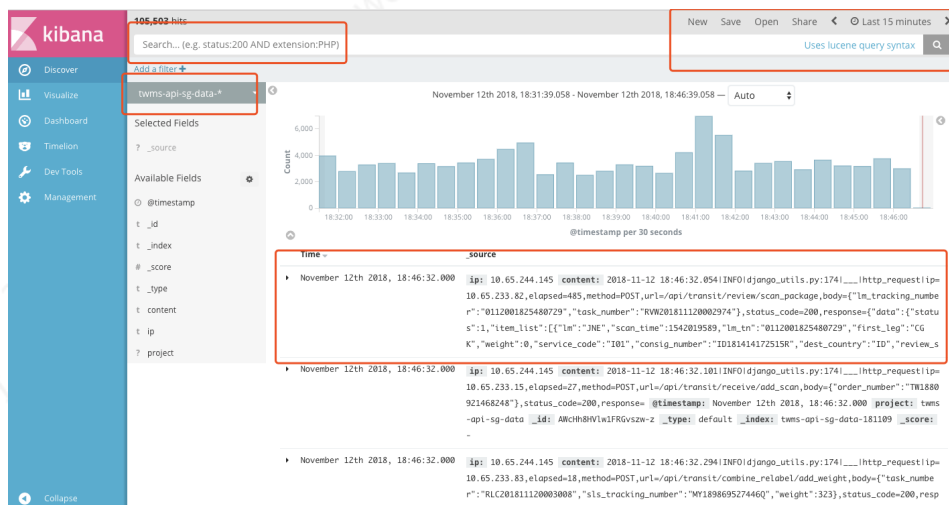 kibana
Discover
Visualize
Dashboard
Timelion
Dev Tools
Management
Collapse
105,503 hits
New Save Open Share Last 15 minutes
Search... (e.g. status:200 AND extension:PHP)
Uses lucene query syntax
Add a filter +
twms-api-sg-data-*
Selected Fields
? _source
Available Fields
@timestamp
t _id
t _index
# _score
t _type
t content
t ip
? project
November 12th 2018, 18:31:39.058 - November 12th 2018, 18:46:39.058 — Auto
Count
6,000
4,000
2,000
0
18:32:00 18:33:00 18:34:00 18:35:00 18:36:00 18:37:00 18:38:00 18:39:00 18:40:00 18:41:00 18:42:00 18:43:00 18:44:00 18:45:00 18:46:00
@timestamp per 30 seconds
Time _source
November 12th 2018, 18:46:32.000 ip: 10.65.244.145 content: 2018-11-12 18:46:32.054|INFO|django_utils.py:174|___|http_request|ip=
10.65.233.82,elapsed=485,method=POST,url=/api/transit/review/scan_package,body={"lm_tracking_numbe
r":"0112001825480729","task_number":"RVW201811120002974"},status_code=200,response={"data":{"statu
s":1,"item_list":[{"lm":"JNE","scan_time":1542019589,"lm_tn":"0112001825480729","first_leg":"CG
K","weight":0,"service_code":"I01","consig_number":"ID181414172515R","dest_country":"ID","review_s
November 12th 2018, 18:46:32.000 ip: 10.65.244.145 content: 2018-11-12 18:46:32.101|INFO|django_utils.py:174|___|http_request|ip=
10.65.233.15,elapsed=27,method=POST,url=/api/transit/receive/add_scan,body={"order_number":"TW1880
921468248"},status_code=200,response= @timestamp: November 12th 2018, 18:46:32.000 project: twms
-api-sg-data _id: AWcHh8HVlw1FRGvszw-z _type: default _index: twms-api-sg-data-181109 _score:
-
November 12th 2018, 18:46:32.000 ip: 10.65.244.145 content: 2018-11-12 18:46:32.294|INFO|django_utils.py:174|___|http_request|ip=
10.65.233.83,elapsed=18,method=POST,url=/api/transit/combine_relabel/add_weight,body={"task_numbe
r":"RLC201811120003008","sls_tracking_number":"MY189869527446Q","weight":323},status_code=200,resp